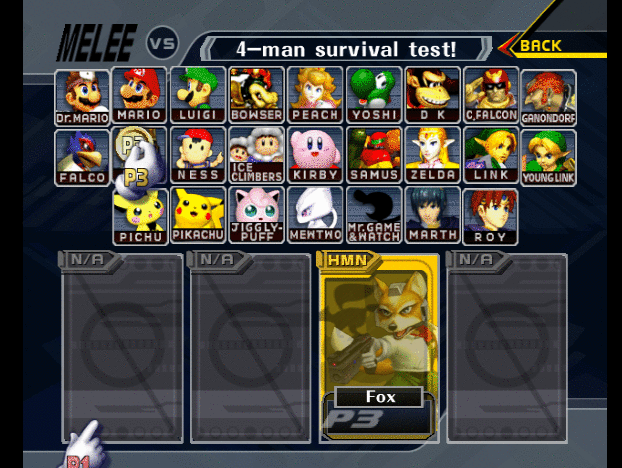 MELEE VS 4-man survival test! BACK
Dr.MARIO MARIO LUIGI BOWSER PEACH YOSHI D K C.FALCON GANONDORF
FALCO P3 NESS ICE CLIMBERS KIRBY SAMUS ZELDA LINK YOUNG LINK
PICHU PIKACHU JIGGLY-PUFF MEWTWO Mr.GAME &WATCH MARTH ROY
N/A N/A HMN N/A
Fox
P3
P1